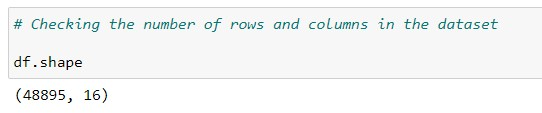 # Checking the number of rows and columns in the dataset
df.shape
(48895, 16)